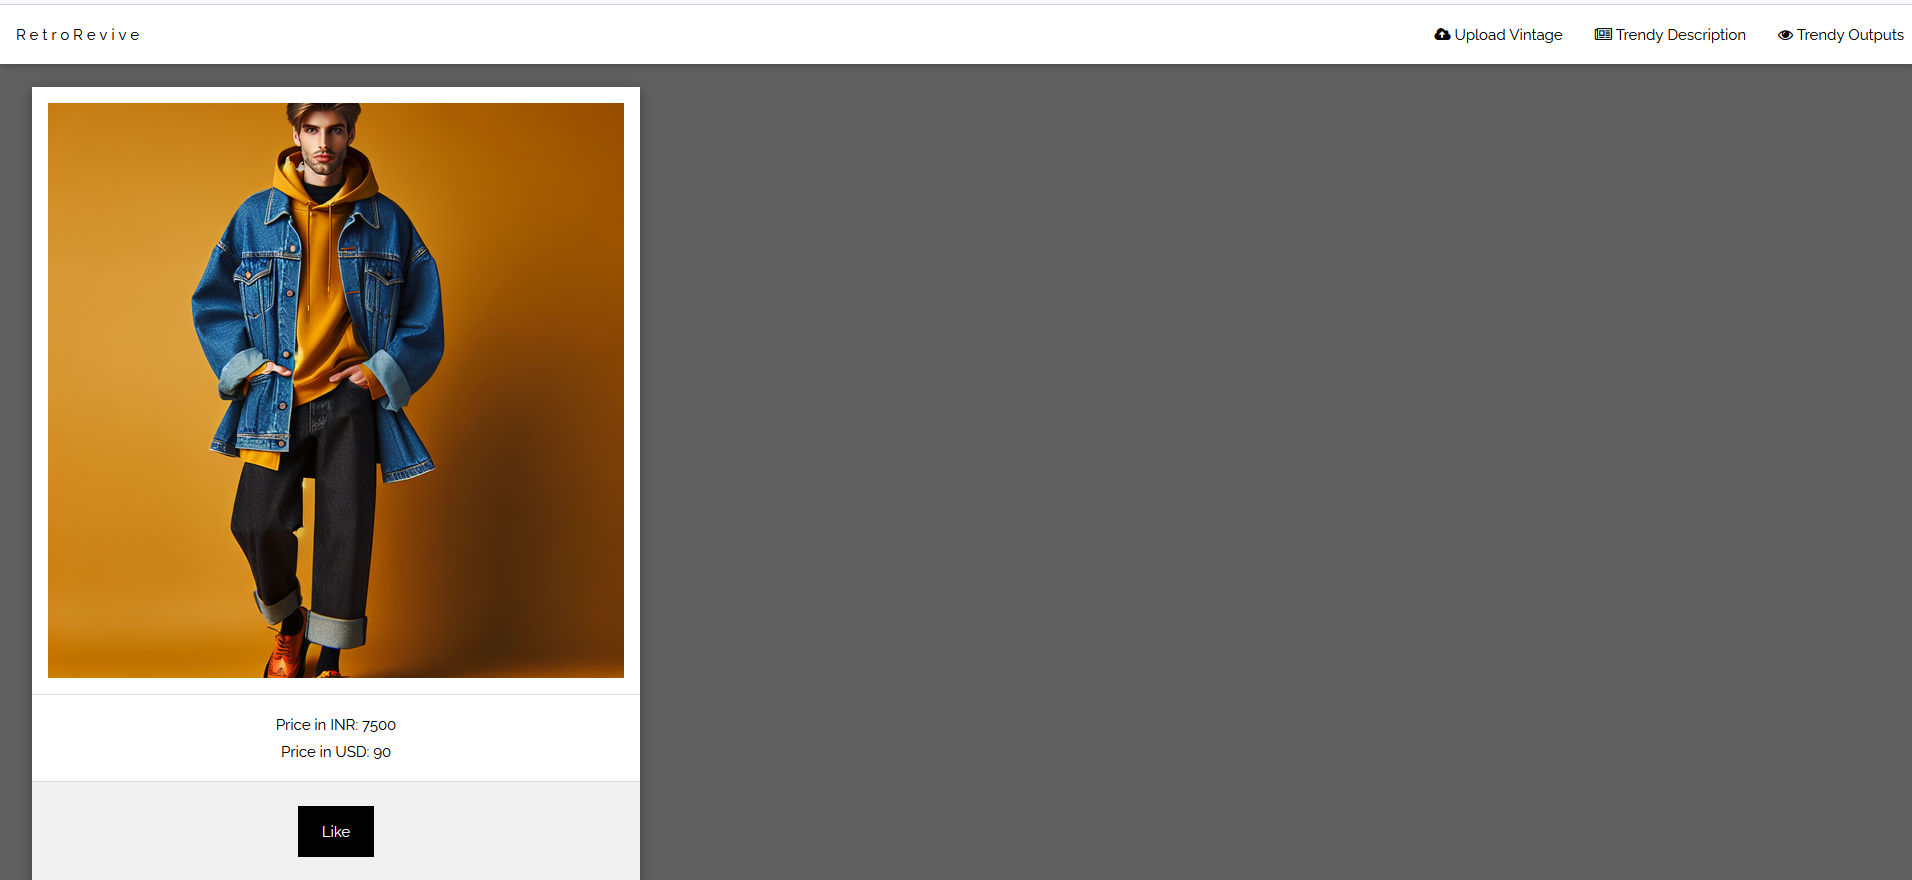 RetroRevive
Upload Vintage
Trendy Description
Trendy Outputs
Price in INR: 7500
Price in USD: 90
Like